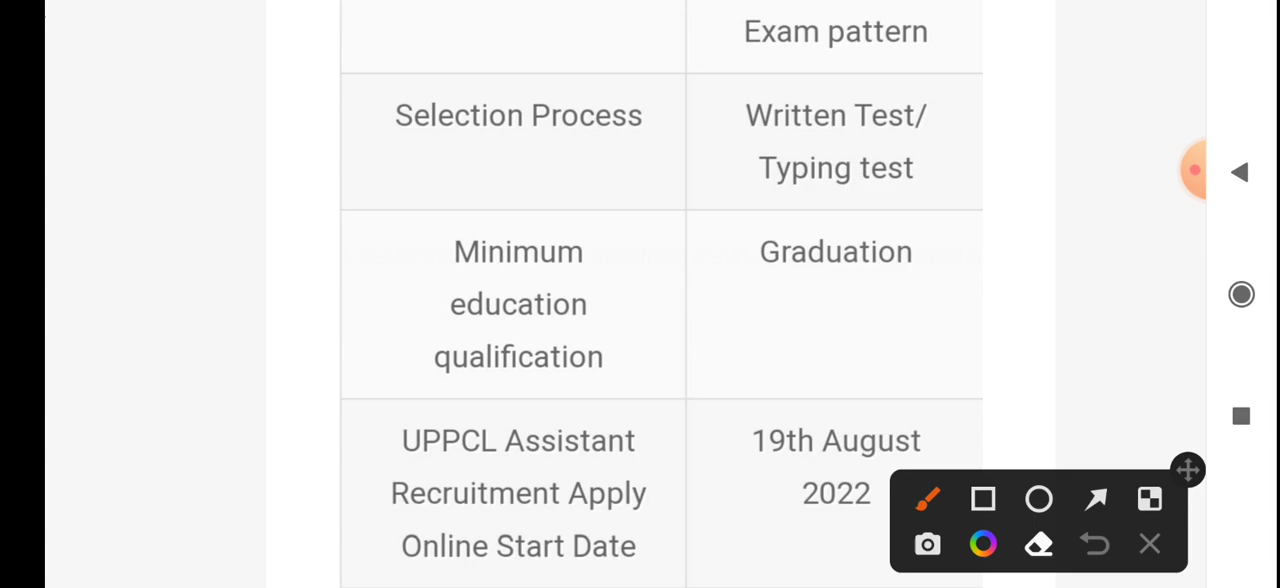 Exam pattern
Selection Process
Written Test/
Typing test
Minimum
education
qualification
Graduation
UPPCL Assistant
Recruitment Apply
Online Start Date
19th August
2022